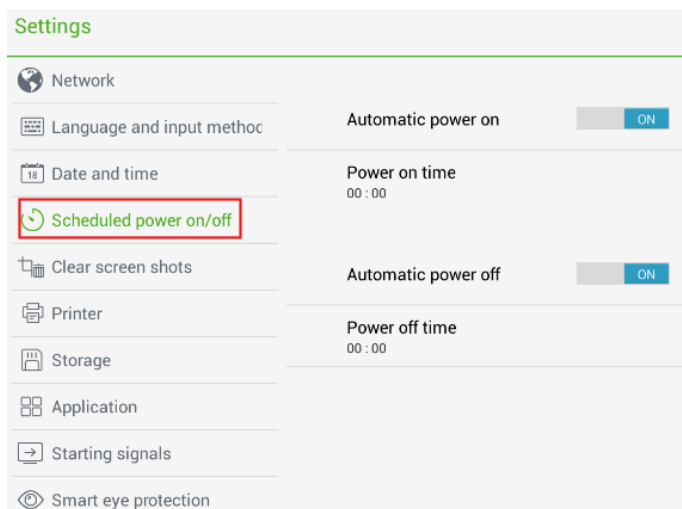 Settings
Network
Language and input methoc
18
Date and time
Scheduled power on/off
Clear screen shots
Printer
Storage
Application
Starting signals
Smart eye protection
Automatic power on
ON
Power on time
00 : 00
Automatic power off
ON
Power off time
00 : 00